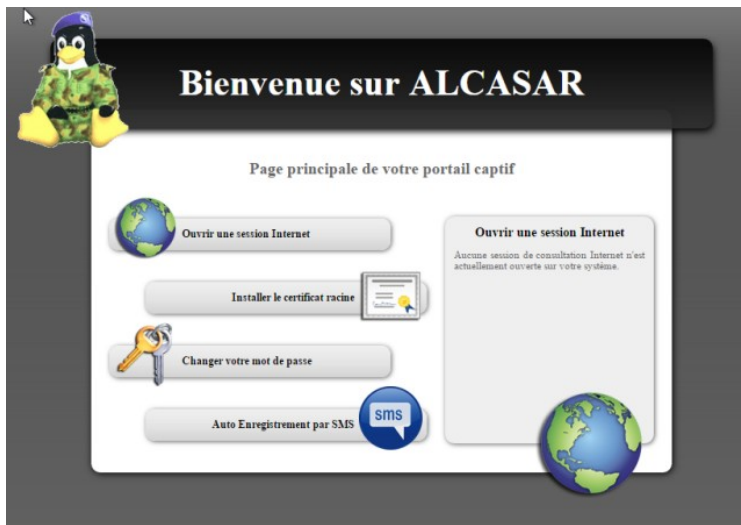 Bienvenue sur ALCASAR
Page principale de votre portail captif
Ouvrir une session Internet
Installer le certificat racine
Changer votre mot de passe
Auto Enregistrement par SMS
sms
Ouvrir une session Internet
Aucune session de consultation Internet n'est
actuellement ouverte sur votre système.